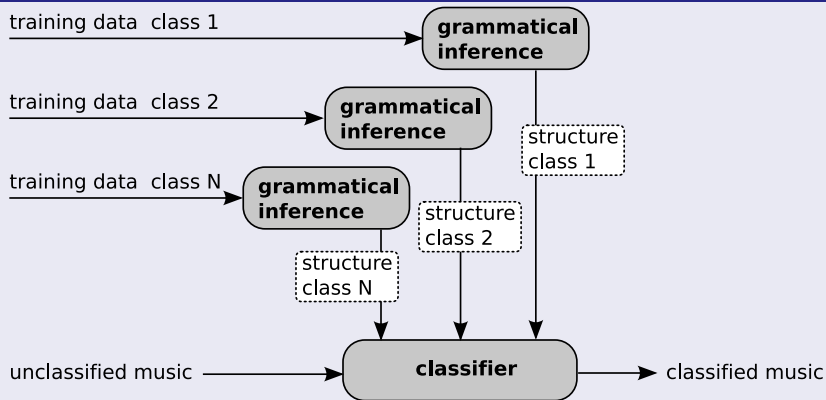 training data class 1
grammatical
inference
training data class 2
grammatical
inference
structure
class 1
training data class N
grammatical
inference
structure
class 2
structure
class N
unclassified music
classifier
classified music